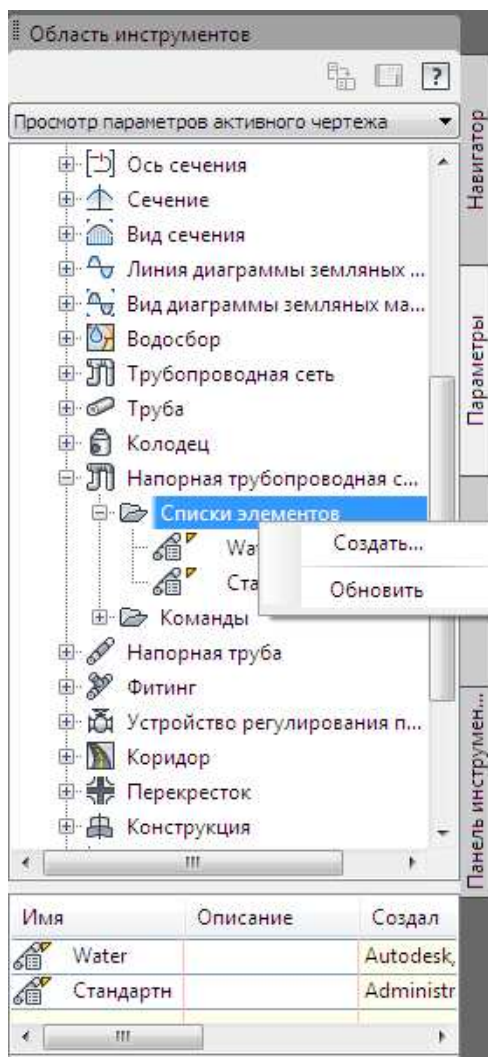 Область инструментов
?
Просмотр параметров активного чертежа
Ось сечения
Сечение
Вид сечения
Линия диаграммы земляных ...
Вид диаграммы земляных ма...
Водосбор
Трубопроводная сеть
Труба
Колодец
Напорная трубопроводная с...
Списки элементов
Wa
Ста
Создать...
Обновить
Команды
Напорная труба
Фитинг
Устройство регулирования п...
Коридор
Перекресток
Конструкция
Навигатор
Параметры
Панель инструмен...
Имя Описание Создал
Water Autodesk,
Стандартн Administr